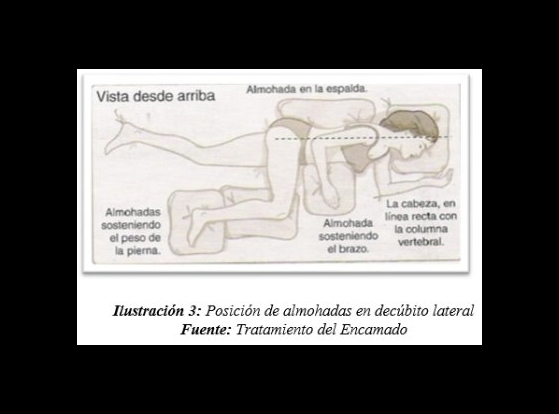 Vista desde arriba
Almohada en la espalda.
Almohadas
sosteniendo
el peso de
la pierna.
Almohada
sosteniendo
el brazo.
La cabeza, en
línea recta con
la columna
vertebral.
Ilustración 3: Posición de almohadas en decúbito lateral
Fuente: Tratamiento del Encamado